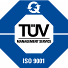 TÜV
MANAGEMENT SERVICE
ISO 9001